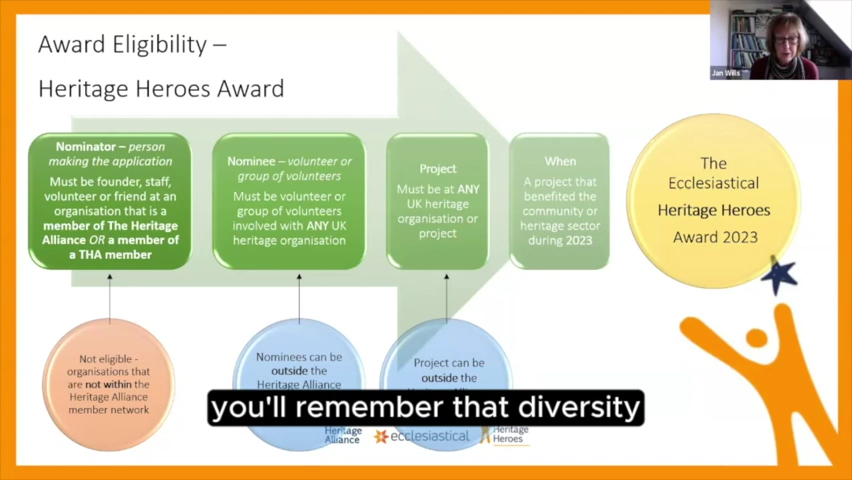 Award Eligibility –
Heritage Heroes Award
Jan Wills
Nominator – person
making the application
Must be founder, staff,
volunteer or friend at an
organisation that is a
member of The Heritage
Alliance OR a member of
a THA member
Nominee – volunteer or
group of volunteers
Must be volunteer or
group of volunteers
involved with ANY UK
heritage organisation
Project
Must be at ANY
UK heritage
organisation or
project
When
A project that
benefited the
community or
heritage sector
during 2023
The
Ecclesiastical
Heritage Heroes
Award 2023
Not eligible -
organisations that
are not within the
Heritage Alliance
member network
Nominees can be
outside the
Heritage Alliance
Project can be
outside the
you'll remember that diversity
Heritage
Alliance
ecclesiastical
Heritage
Heroes